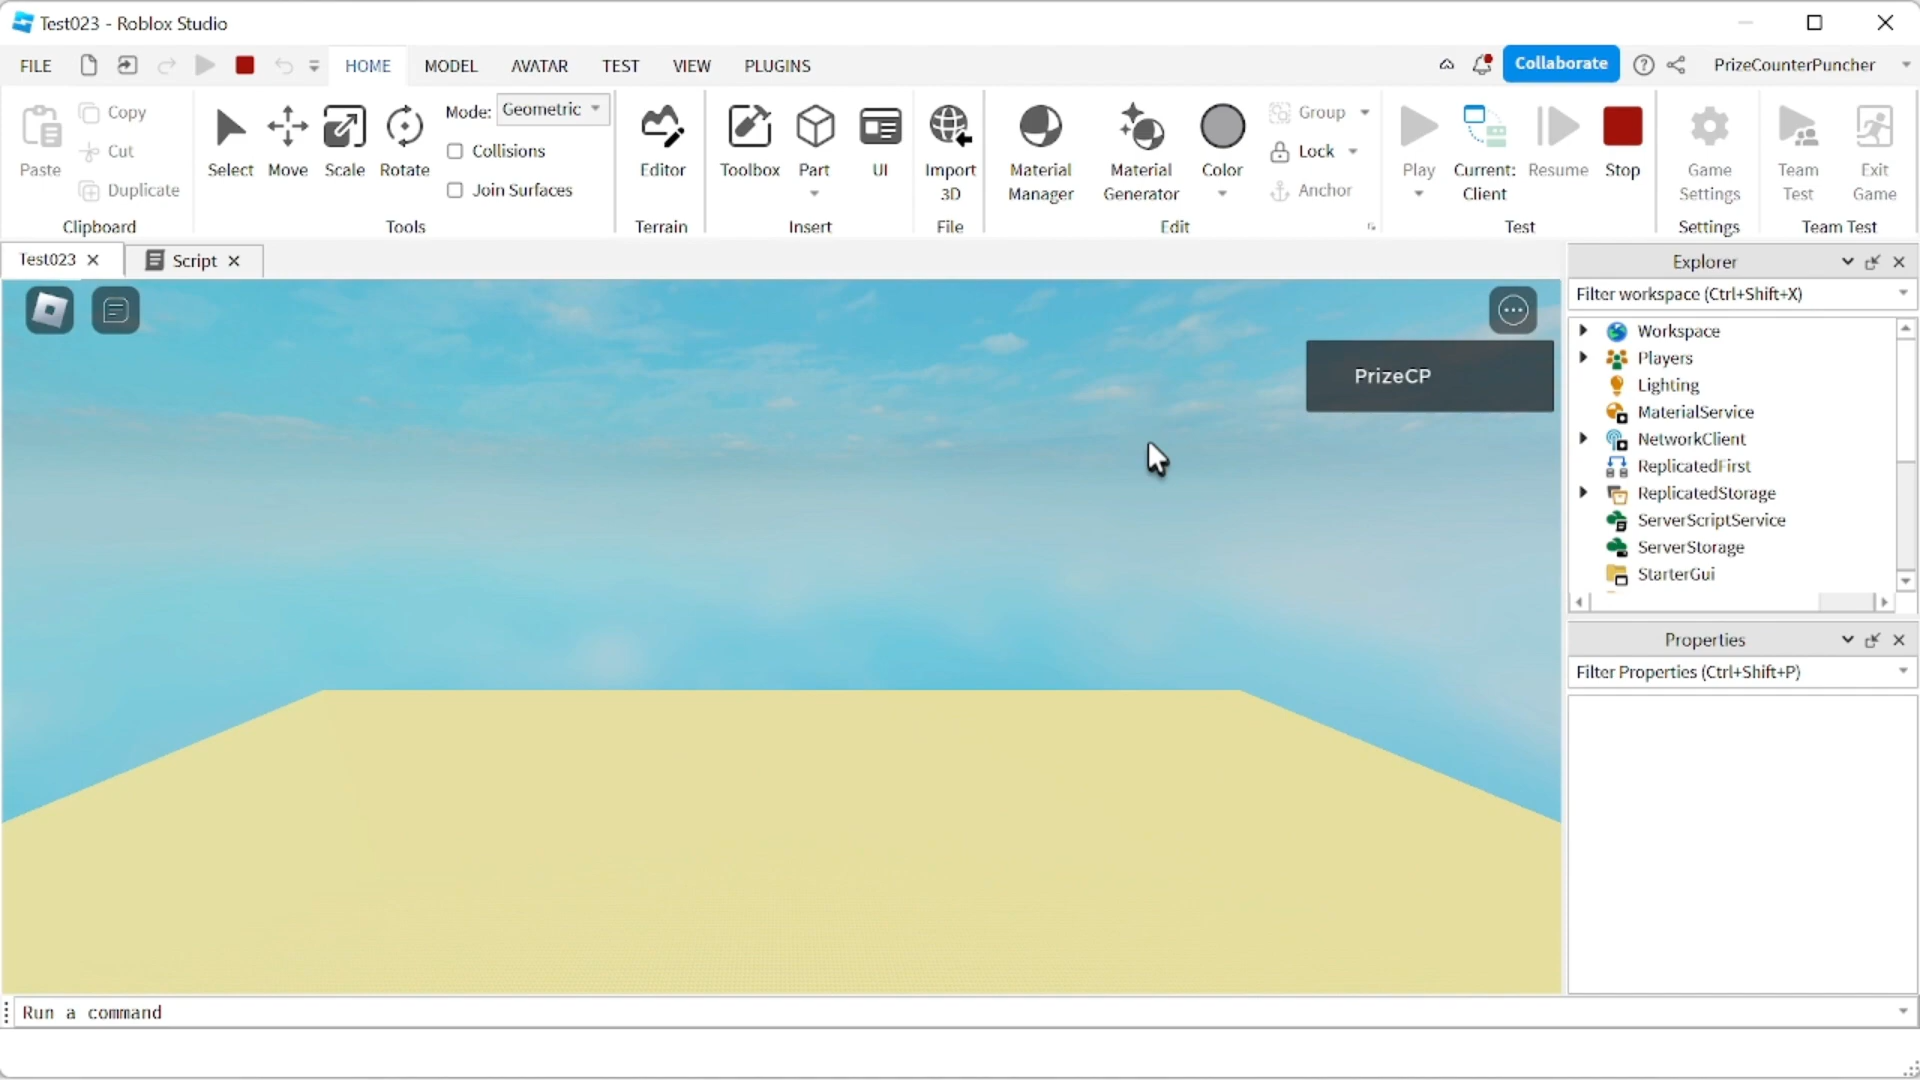 Test023 - Roblox Studio
FILE HOME MODEL AVATAR TEST VIEW PLUGINS Collaborate PrizeCounterPuncher
Paste Copy Cut Duplicate
Clipboard
Select Move Scale Rotate Mode: Geometric
Collisions
Join Surfaces
Tools
Editor
Terrain
Toolbox Part UI
Insert
Import 3D
File
Material Manager Material Generator Color Group Lock Anchor
Edit
Play Current: Client Resume Stop
Test
Game Settings
Settings
Team Test Exit Game
Team Test
Test023 Script
PrizeCP
Explorer
Filter workspace (Ctrl+Shift+X)
Workspace
Players
Lighting
MaterialService
NetworkClient
ReplicatedFirst
ReplicatedStorage
ServerScriptService
ServerStorage
StarterGui
Properties
Filter Properties (Ctrl+Shift+P)
Run a command